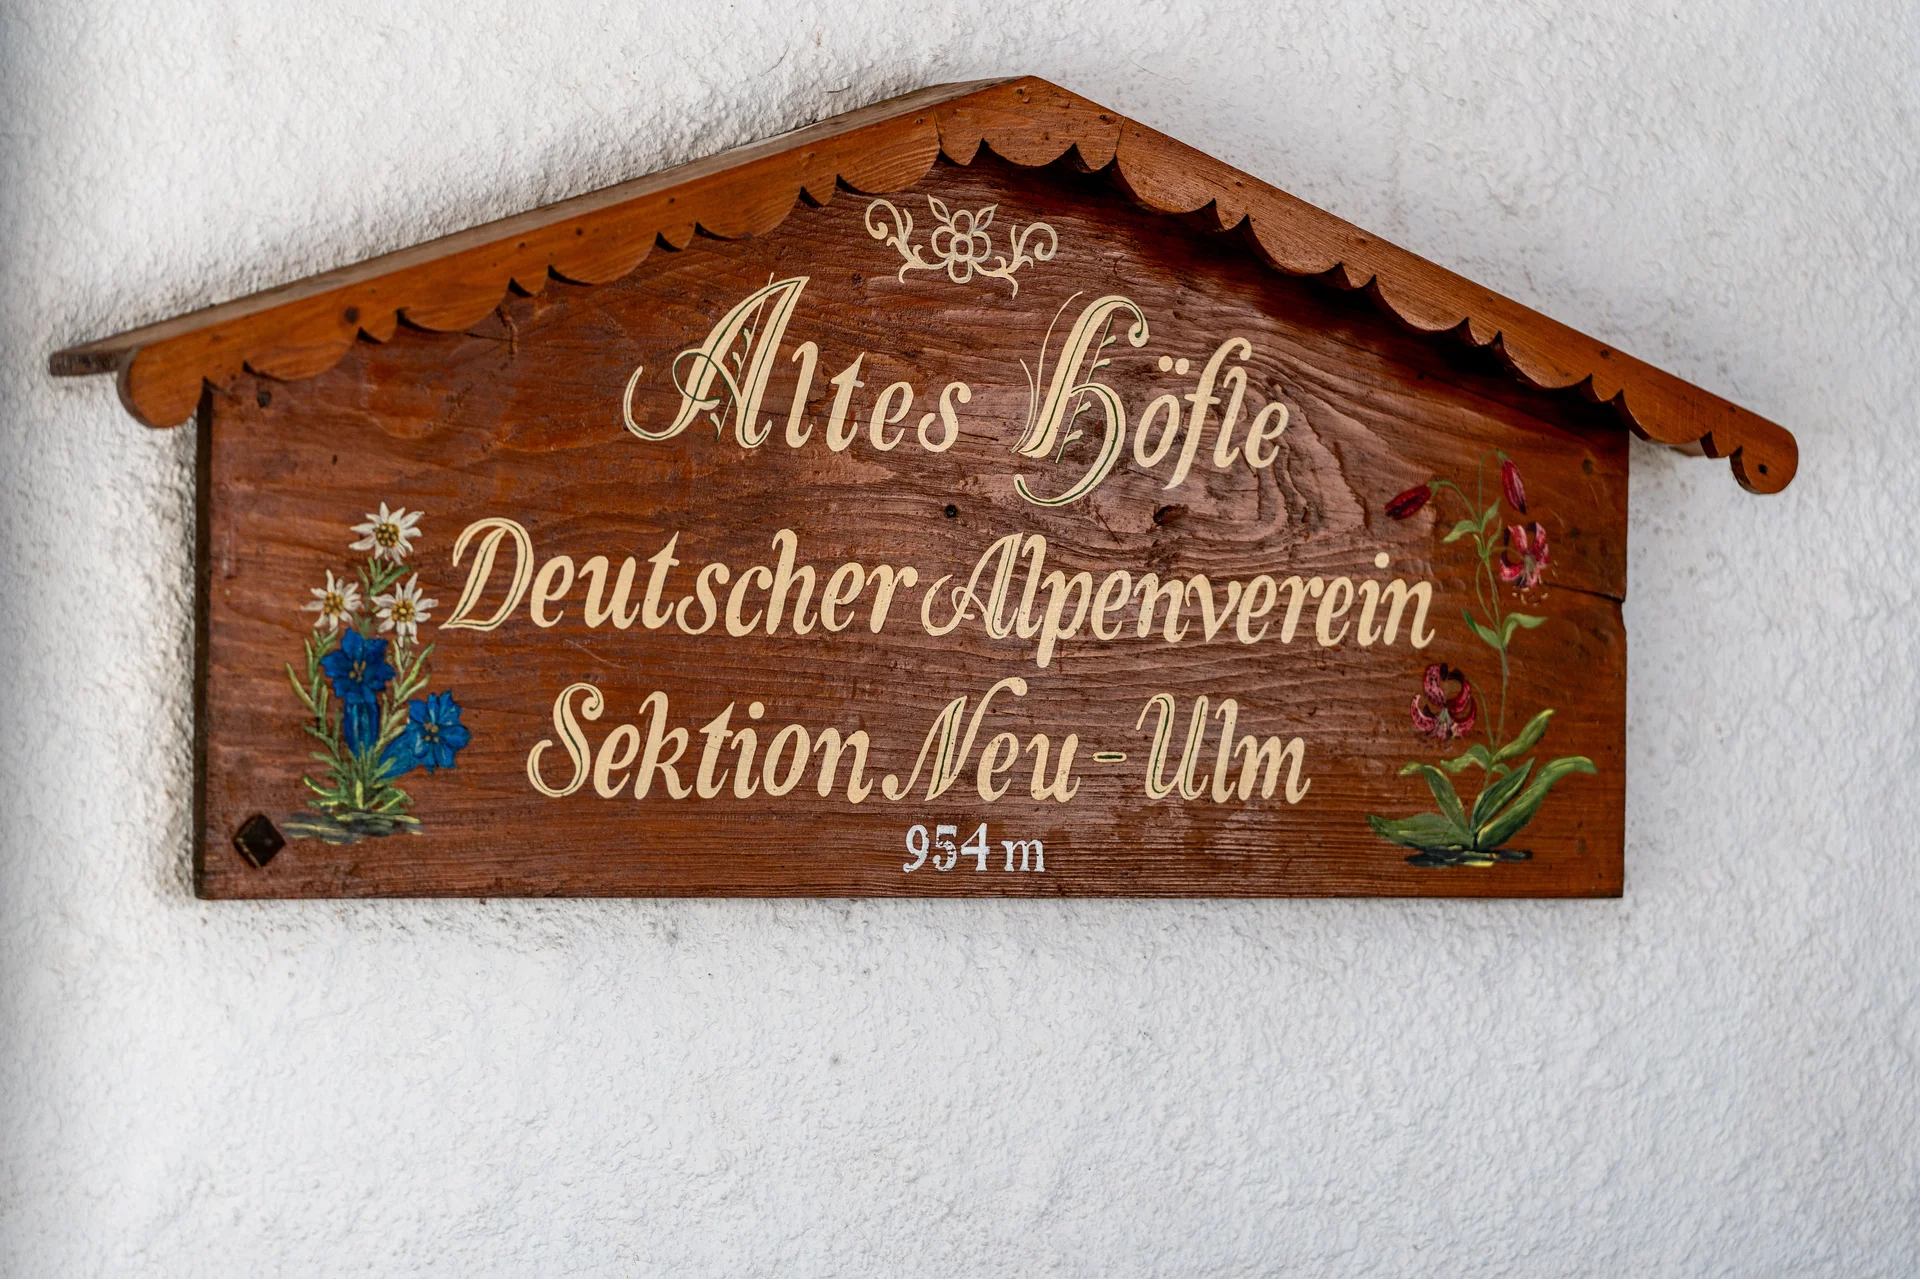 Altes Höfle
Deutscher Alpenverein
Sektion Neu-Ulm
954 m